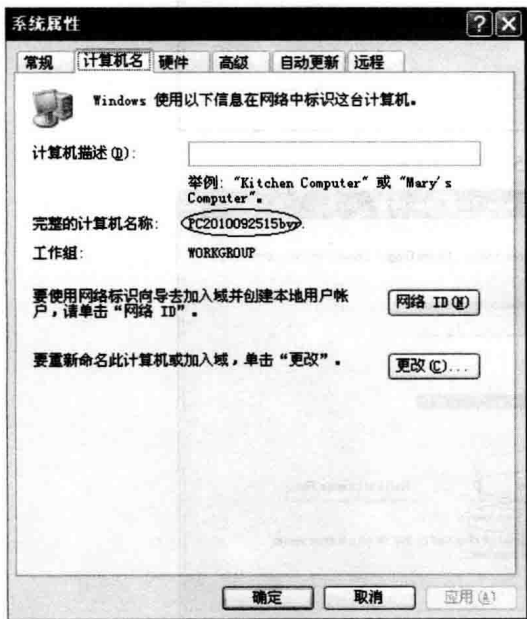 系统属性
常规 计算机名 硬件 高级 自动更新 远程
Windows 使用以下信息在网络中标识这台计算机。
计算机描述(D):
举例: "Kitchen Computer" 或 "Mary's
Computer"。
完整的计算机名称: PC2010092515byr.
工作组: WORKGROUP
要使用网络标识向导去加入域并创建本地用户帐
户,请单击“网络 ID”。
网络 ID(N)
要重新命名此计算机或加入域,单击“更改”。
更改(C)...
确定 取消 应用(A)